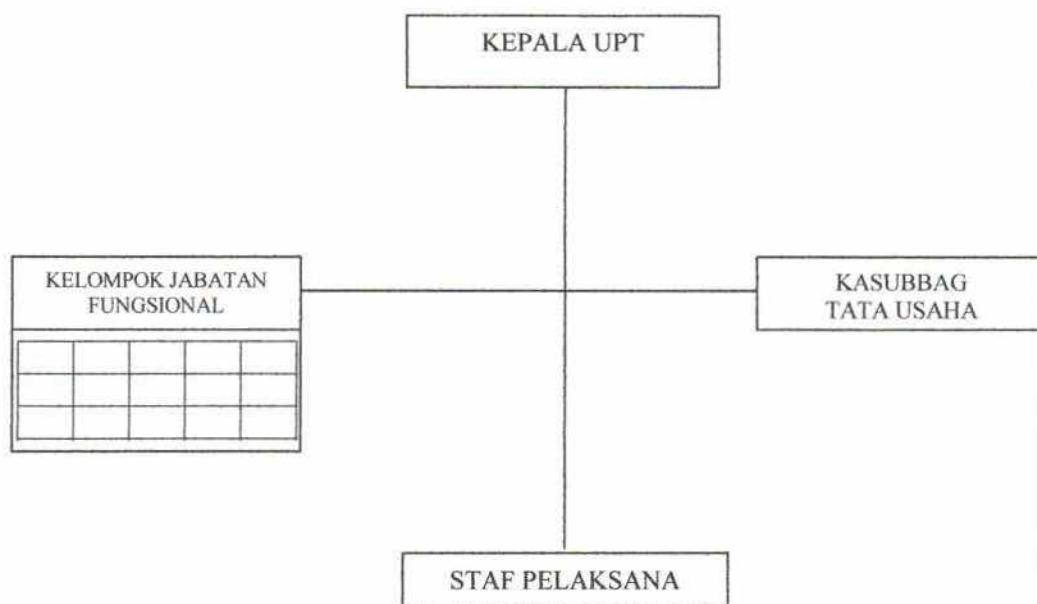 KEPALA UPT
KELOMPOK JABATAN
FUNGSIONAL
KASUBBAG
TATA USAHA
STAF PELAKSANA